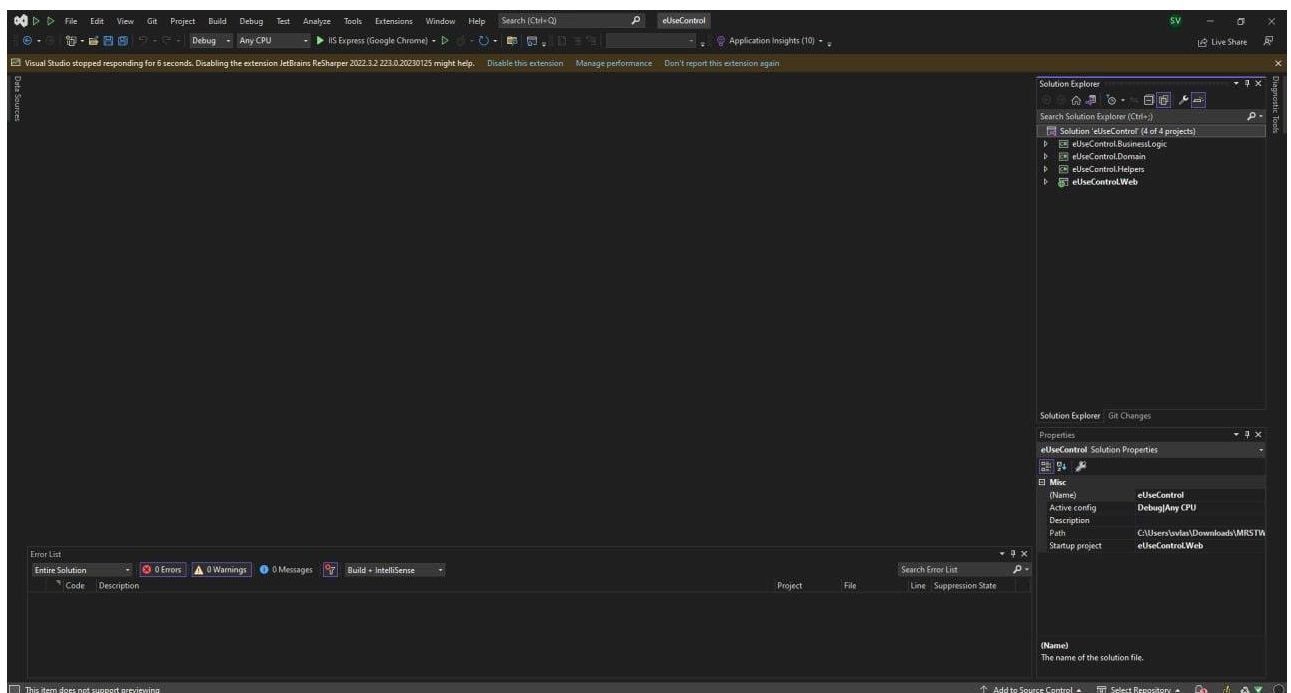 File Edit View Git Project Build Debug Test Analyze Tools Extensions Window Help Search (Ctrl+Q) eUseControl SV
Debug Any CPU IIS Express (Google Chrome) Application Insights (10) Live Share
Visual Studio stopped responding for 6 seconds. Disabling the extension JetBrains ReSharper 2022.3.2 223.0.20230125 might help. Disable this extension Manage performance Don't report this extension again
Data Sources
Solution Explorer
Diagnostic Tools
Search Solution Explorer (Ctrl+;)
Solution 'eUseControl' (4 of 4 projects)
eUseControl.BusinessLogic
eUseControl.Domain
eUseControl.Helpers
eUseControl.Web
Solution Explorer Git Changes
Properties
eUseControl Solution Properties
Misc
(Name) eUseControl
Active config Debug|Any CPU
Description
Path C:\Users\svlas\Downloads\MRSTW
Startup project eUseControl.Web
(Name)
The name of the solution file.
Error List
Entire Solution 0 Errors 0 Warnings 0 Messages Build + IntelliSense Search Error List
Code Description Project File Line Suppression State
This item does not support previewing Add to Source Control Select Repository